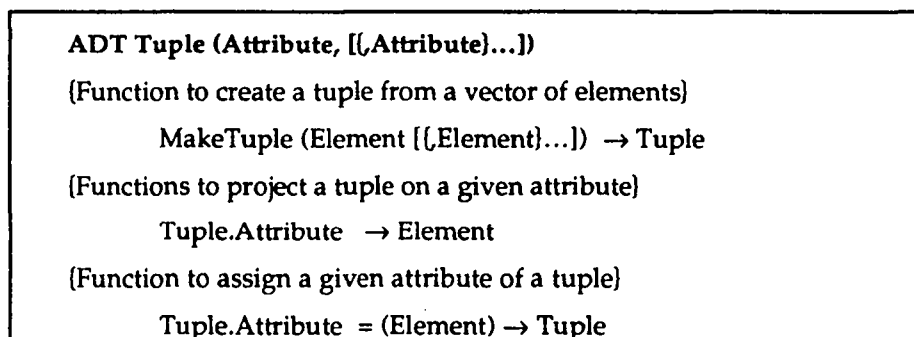 ADT Tuple (Attribute, [{,Attribute}...])
{Function to create a tuple from a vector of elements}
MakeTuple (Element [{,Element}...]) → Tuple
{Functions to project a tuple on a given attribute}
Tuple.Attribute → Element
{Function to assign a given attribute of a tuple}
Tuple.Attribute = (Element) → Tuple